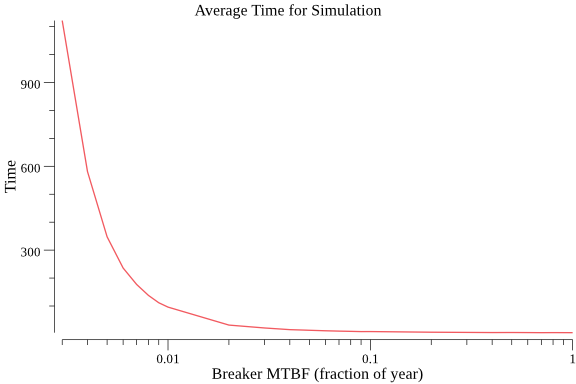 Average Time for Simulation
Time
900
600
300
0.01
0.1
1
Breaker MTBF (fraction of year)